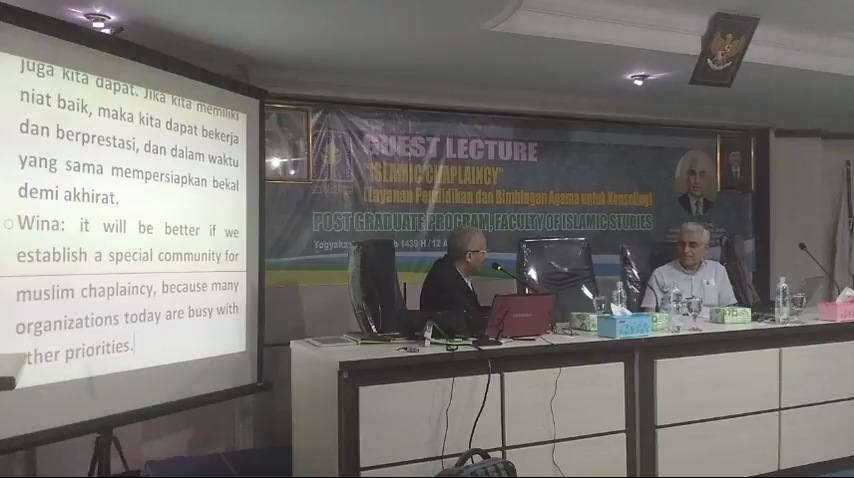 juga kita dapat. Jika kita memiliki
niat baik, maka kita dapat bekerja
dan berprestasi, dan dalam waktu
yang sama mempersiapkan bekal
demi akhirat.
Wina: it will be better if we
establish a special community for
muslim chaplaincy, because many
organizations today are busy with
ther priorities.
GUEST LECTURE
"ISLAMIC CHAPLAINCY"
(Layanan Pendidikan dan Bimbingan Agama untuk Konseling)
POST GRADUATE PROGRAM, FACULTY OF ISLAMIC STUDIES
1439 H / 12 A